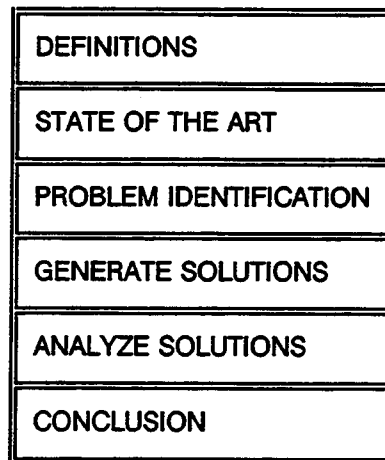 DEFINITIONS
STATE OF THE ART
PROBLEM IDENTIFICATION
GENERATE SOLUTIONS
ANALYZE SOLUTIONS
CONCLUSION